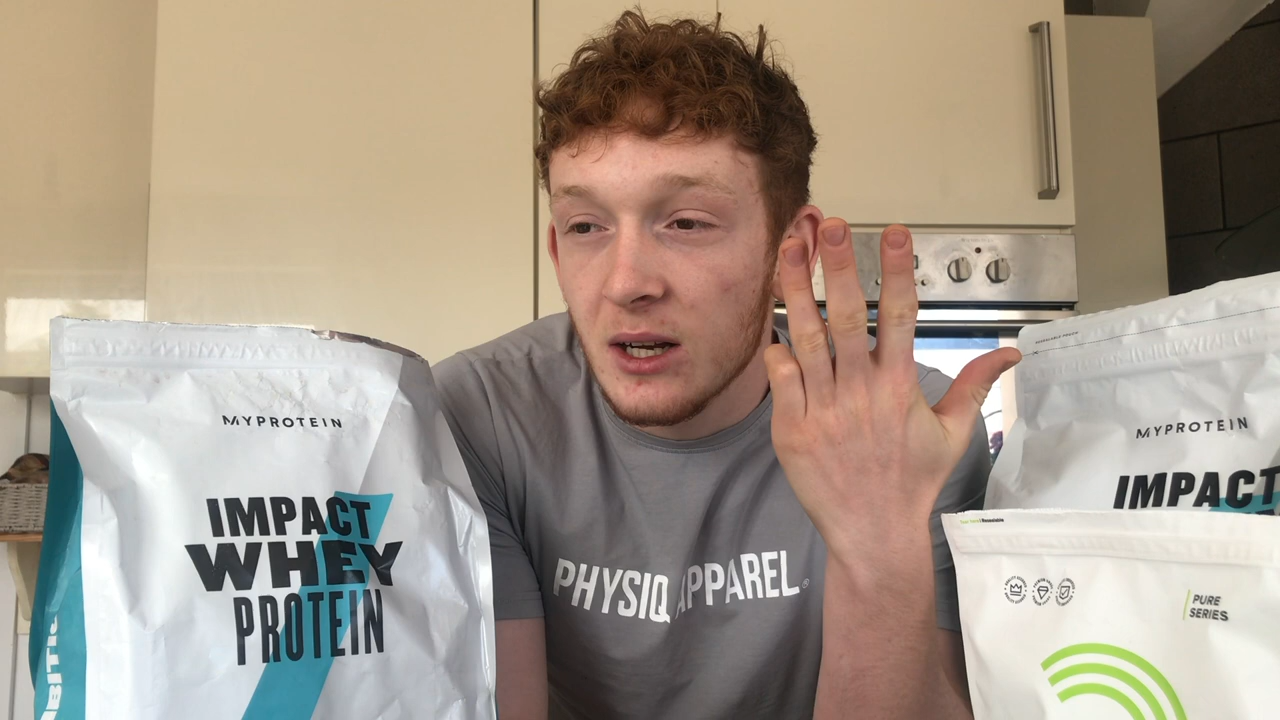 MYPROTEIN
IMPACT
WHEY
PROTEIN
PHYSIQ APPAREL®
MYPROTEIN
IMPACT
PURE
SERIES